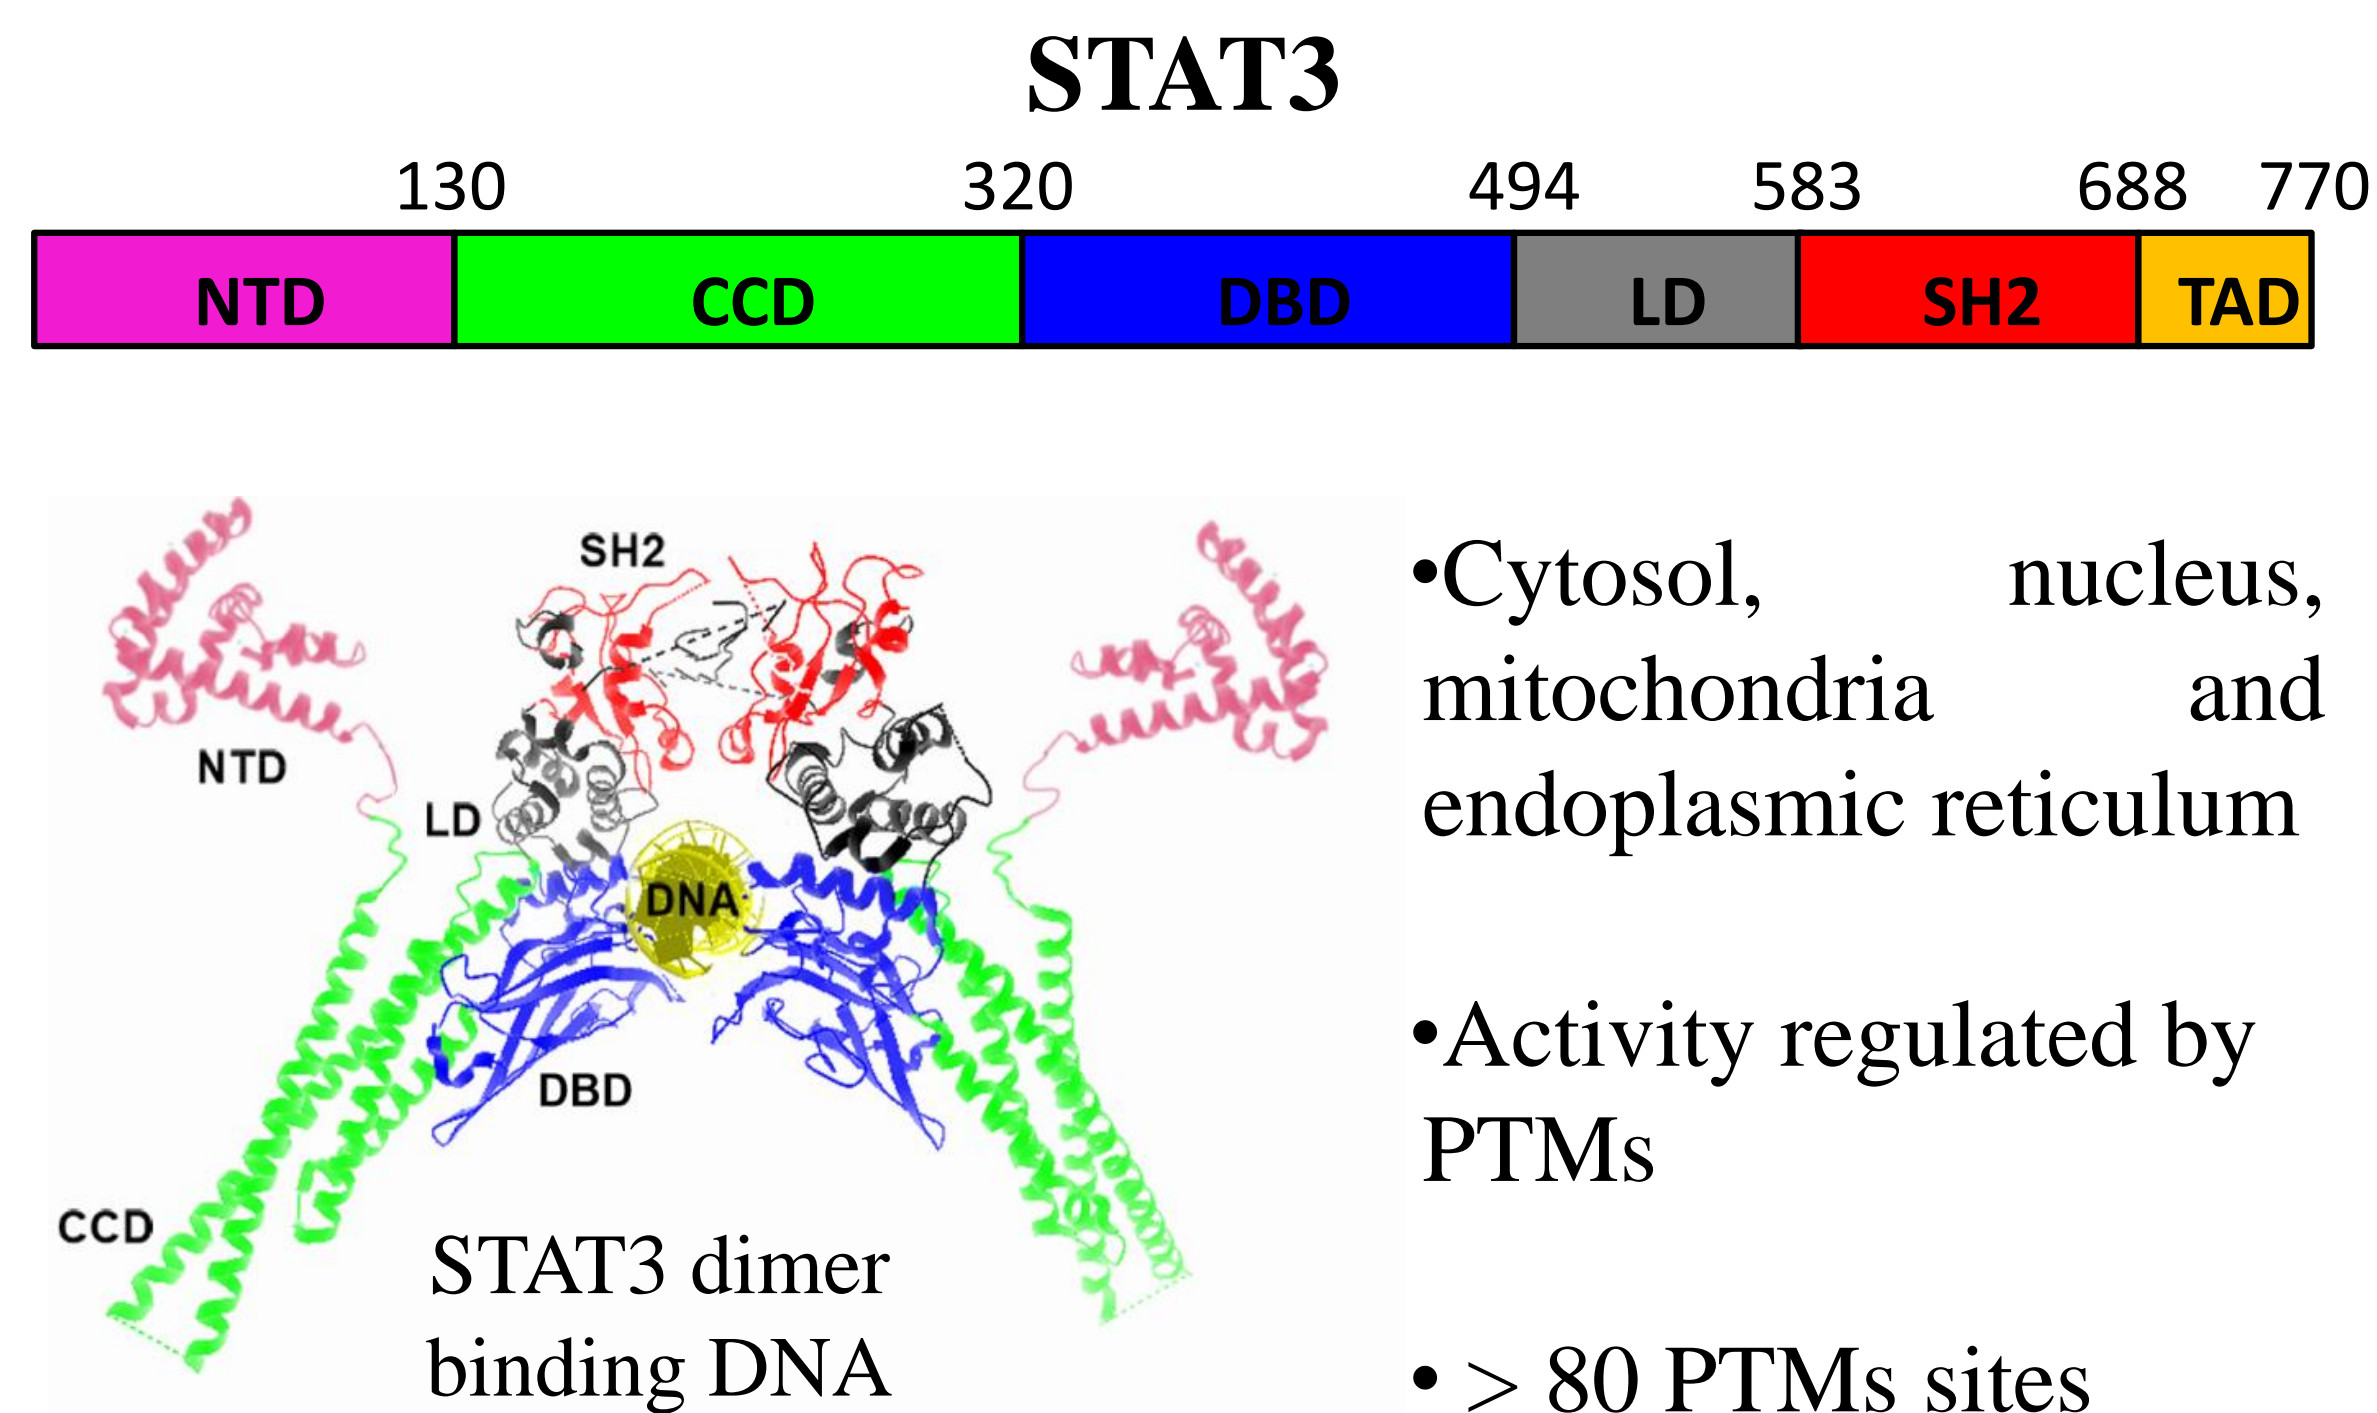 STAT3
130 320 494 583 688 770
NTD CCD DBD LD SH2 TAD
SH2
NTD
LD
DNA
DBD
CCD
STAT3 dimer
binding DNA
•Cytosol, nucleus,
mitochondria and
endoplasmic reticulum
•Activity regulated by
PTMs
• > 80 PTMs sites